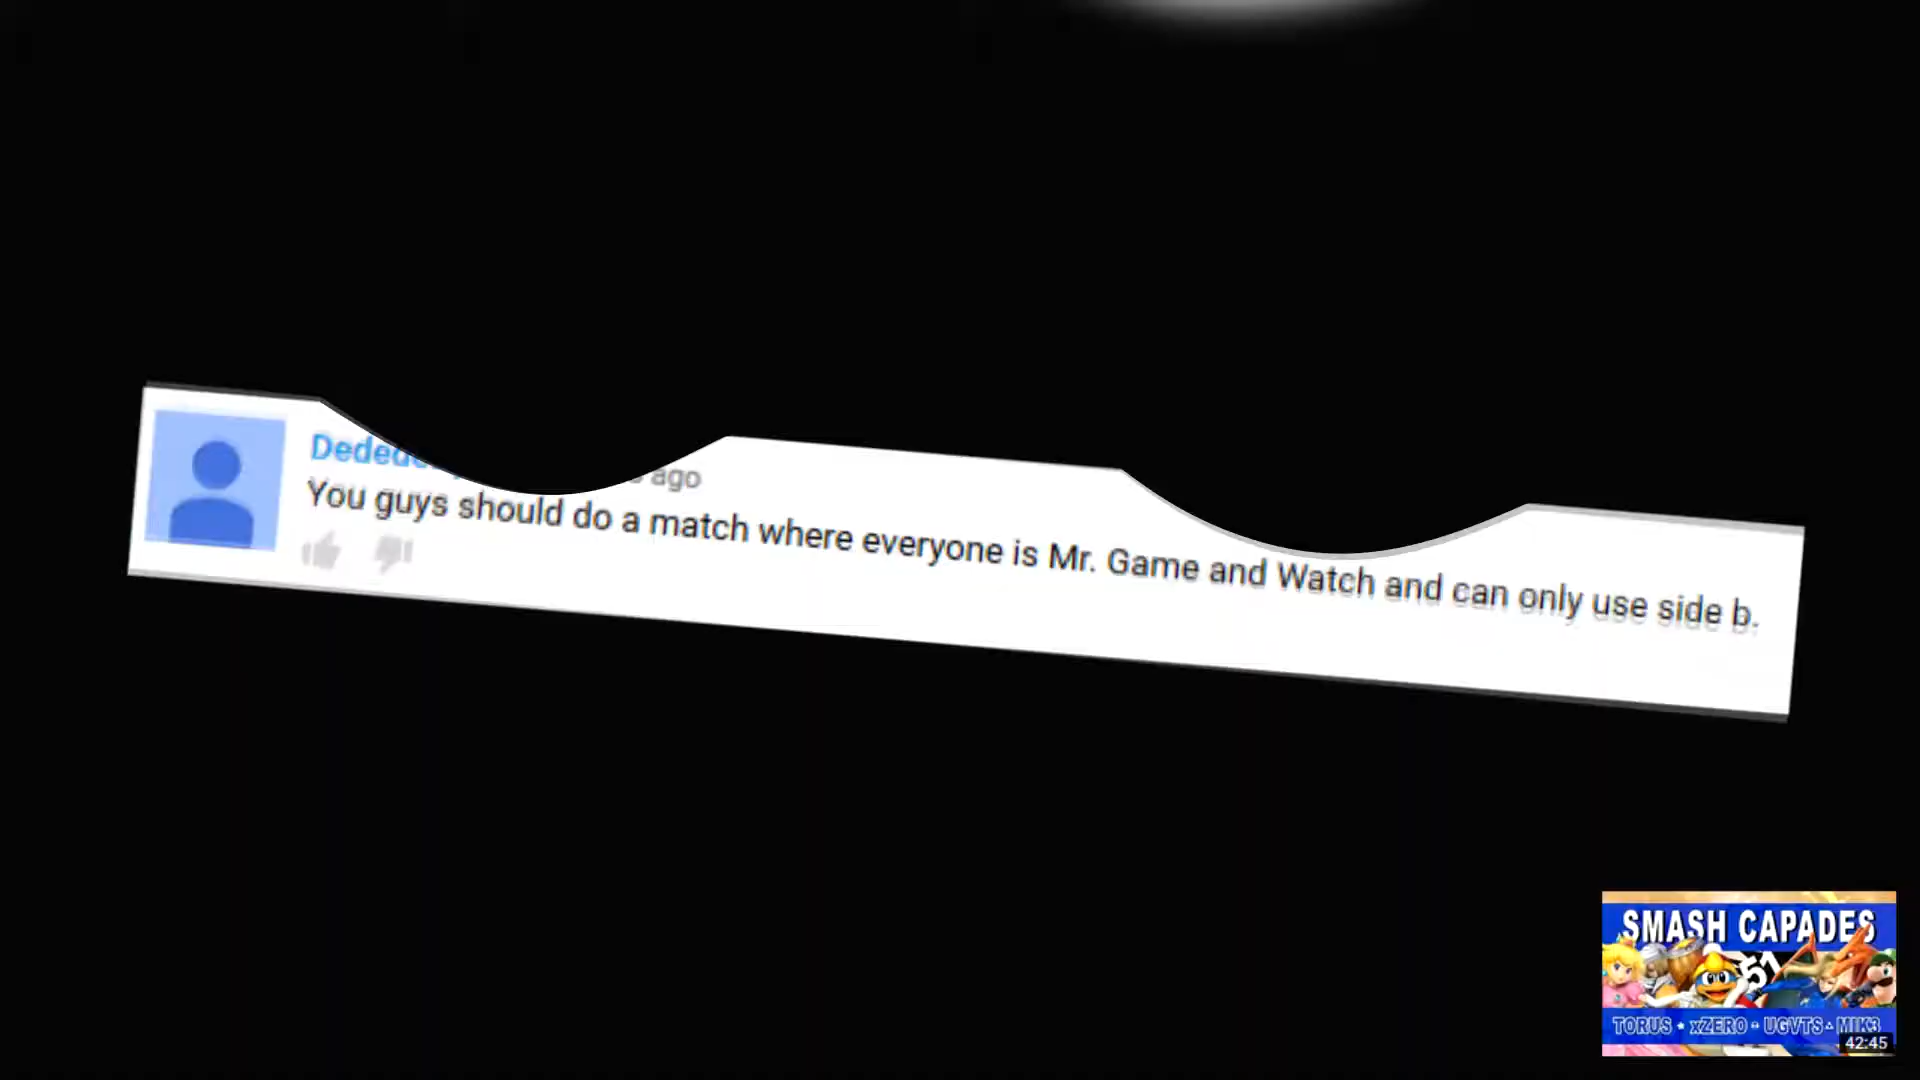 ago
You guys should do a match where everyone is Mr. Game and Watch and can only use side b.
SMASH CAPADES
51
TORUS • xZERO • UGVTS • MIK3
42:45